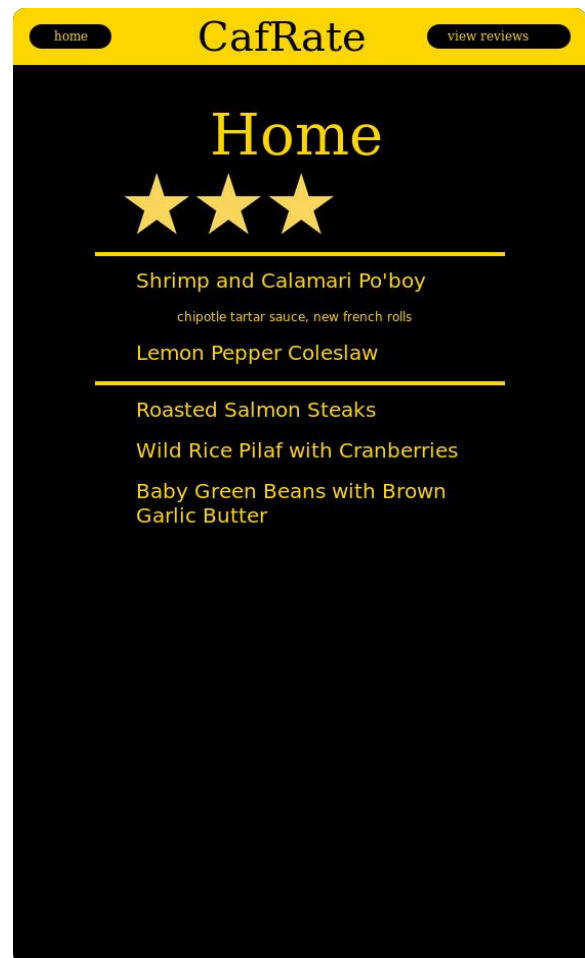 home
CafRate
view reviews
Home
Shrimp and Calamari Po'boy
chipotle tartar sauce, new french rolls
Lemon Pepper Coleslaw
Roasted Salmon Steaks
Wild Rice Pilaf with Cranberries
Baby Green Beans with Brown
Garlic Butter